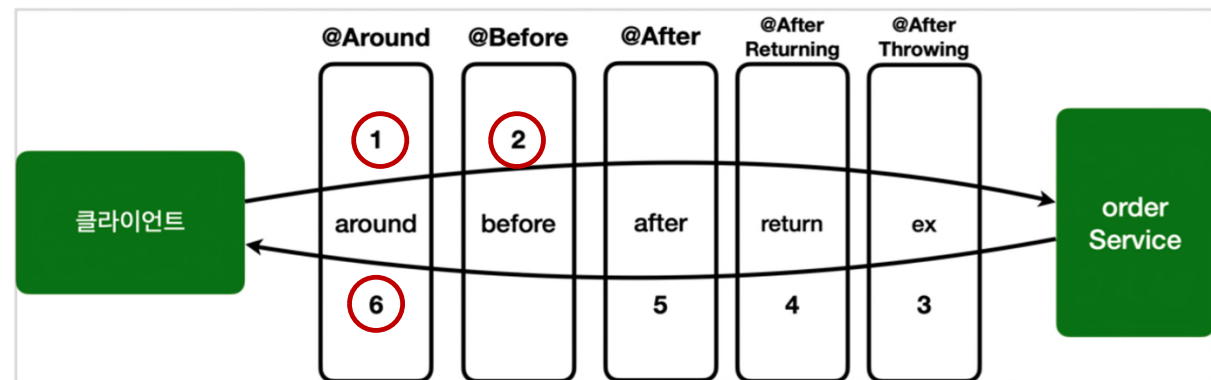 @Around
@Before
@After
@After
Returning
@After
Throwing
1
2
클라이언트
around
before
after
return
ex
order
Service
6
5
4
3